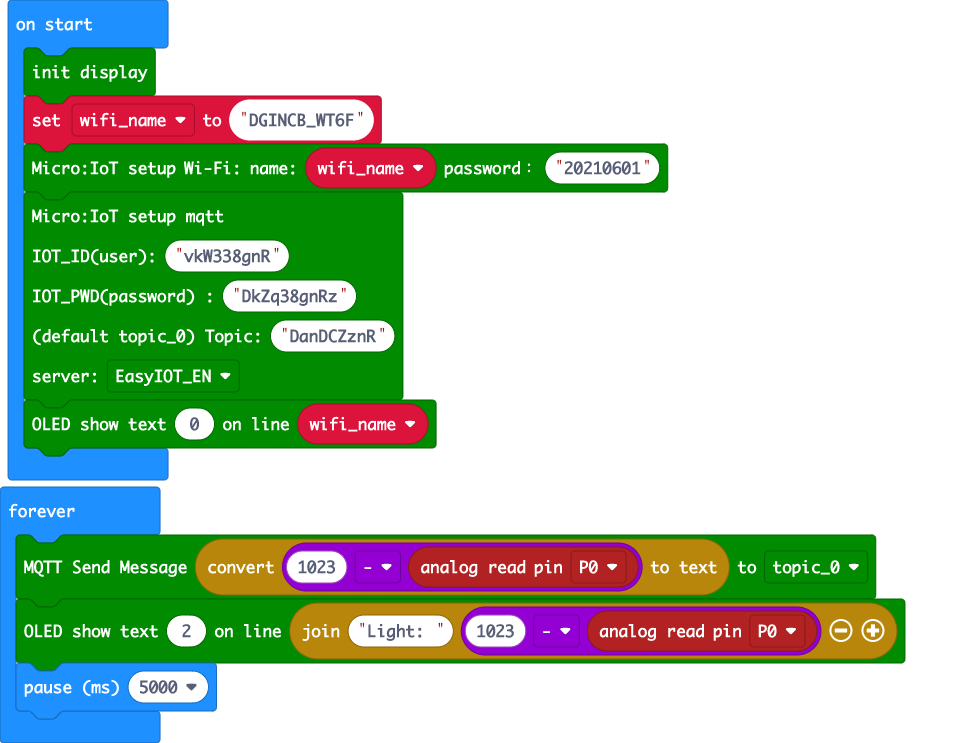 on start
init display
set wifi_name to "DGINCB_WT6F"
Micro:IoT setup Wi-Fi: name: wifi_name password： "20210601"
Micro:IoT setup mqtt
IOT_ID(user): "vkW338gnR"
IOT_PWD(password) : "DkZq38gnRz"
(default topic_0) Topic: "DanDCZznR"
server: EasyIOT_EN
OLED show text 0 on line wifi_name
forever
MQTT Send Message convert 1023 - analog read pin P0 to text to topic_0
OLED show text 2 on line join "Light: " 1023 - analog read pin P0
pause (ms) 5000